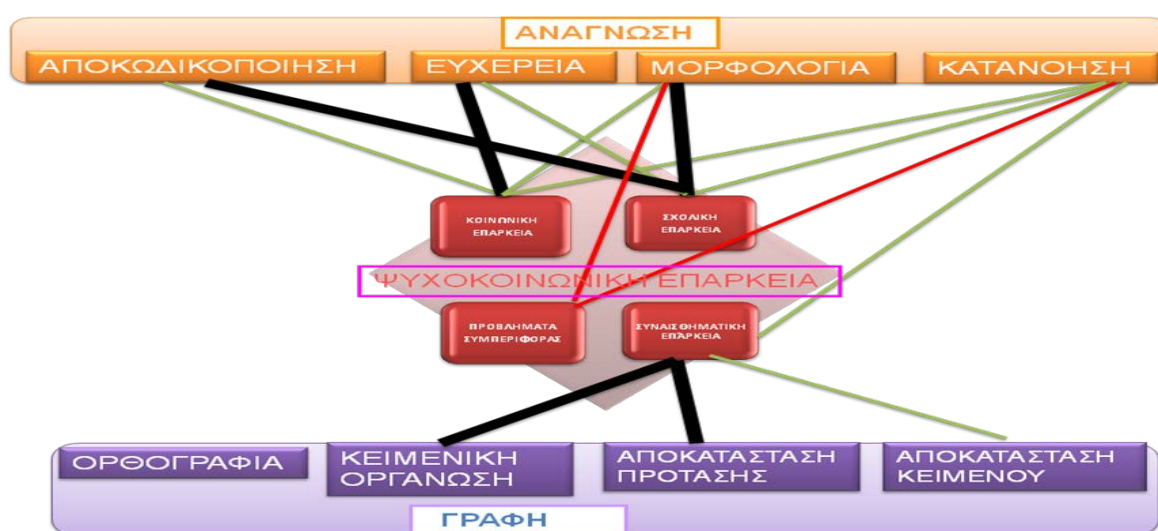 ΑΝΑΓΝΩΣΗ
ΑΠΟΚΩΔΙΚΟΠΟΙΗΣΗ
ΕΥΧΕΡΕΙΑ
ΜΟΡΦΟΛΟΓΙΑ
ΚΑΤΑΝΟΗΣΗ
ΚΟΙΝΩΝΙΚΗ
ΕΠΑΡΚΕΙΑ
ΣΧΟΛΙΚΗ
ΕΠΑΡΚΕΙΑ
ΨΥΧΟΚΟΙΝΩΝΙΚΗ ΕΠΑΡΚΕΙΑ
ΠΡΟΒΛΗΜΑΤΑ
ΣΥΜΠΕΡΙΦΟΡΑΣ
ΣΥΝΑΙΣΘΗΜΑΤΙΚΗ
ΕΠΑΡΚΕΙΑ
ΟΡΘΟΓΡΑΦΙΑ
ΚΕΙΜΕΝΙΚΗ
ΟΡΓΑΝΩΣΗ
ΑΠΟΚΑΤΑΣΤΑΣΗ
ΠΡΟΤΑΣΗΣ
ΑΠΟΚΑΤΑΣΤΑΣΗ
ΚΕΙΜΕΝΟΥ
ΓΡΑΦΗ